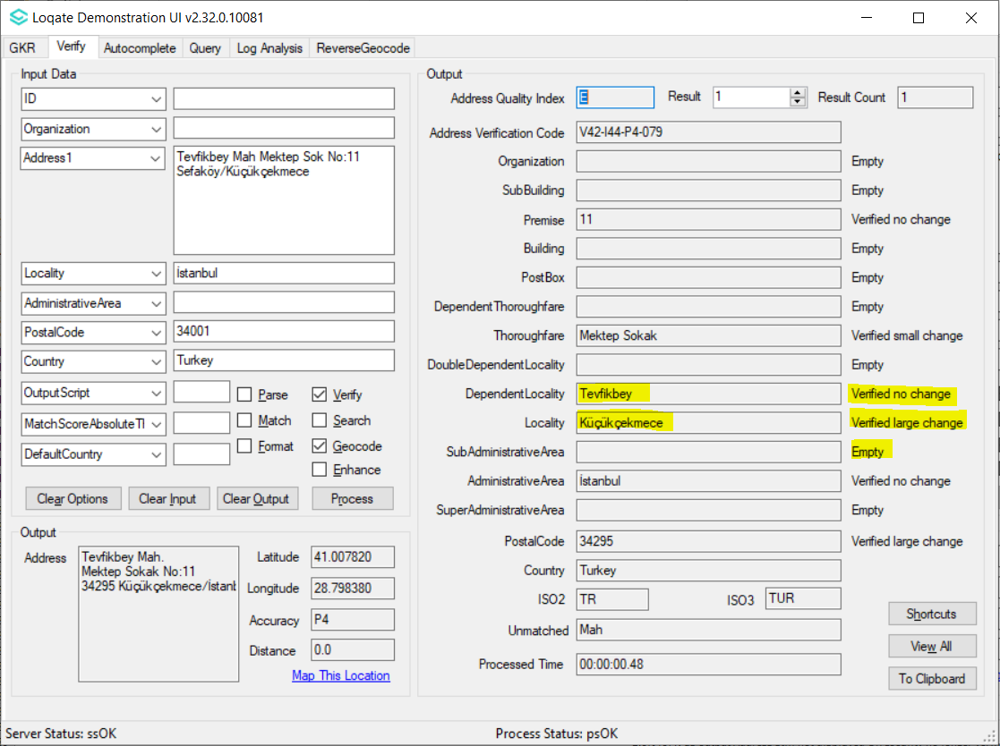 Loqate Demonstration UI v2.32.0.10081
GKR Verify Autocomplete Query Log Analysis ReverseGeocode
Input Data
ID
Organization
Address1 Tevfikbey Mah Mektep Sok No:11
Sefaköy/Küçükçekmece
Locality İstanbul
AdministrativeArea
PostalCode 34001
Country Turkey
OutputScript Parse Verify
MatchScoreAbsoluteTl Match Search
DefaultCountry Format Geocode
Enhance
Clear Options Clear Input Clear Output Process
Output
Address Tevfikbey Mah.
Mektep Sokak No:11
34295 Küçükçekmece/İstanb
Latitude 41.007820
Longitude 28.798380
Accuracy P4
Distance 0.0
Map This Location
Output
Address Quality Index E Result 1 Result Count 1
Address Verification Code V42-I44-P4-079
Organization Empty
SubBuilding Empty
Premise 11 Verified no change
Building Empty
PostBox Empty
DependentThoroughfare Empty
Thoroughfare Mektep Sokak Verified small change
DoubleDependentLocality Empty
DependentLocality Tevfikbey Verified no change
Locality Küçükçekmece Verified large change
SubAdministrativeArea Empty
AdministrativeArea İstanbul Verified no change
SuperAdministrativeArea Empty
PostalCode 34295 Verified large change
Country Turkey
ISO2 TR ISO3 TUR
Unmatched Mah
Processed Time 00:00:00.48
Shortcuts
View All
To Clipboard
Server Status: ssOK Process Status: psOK